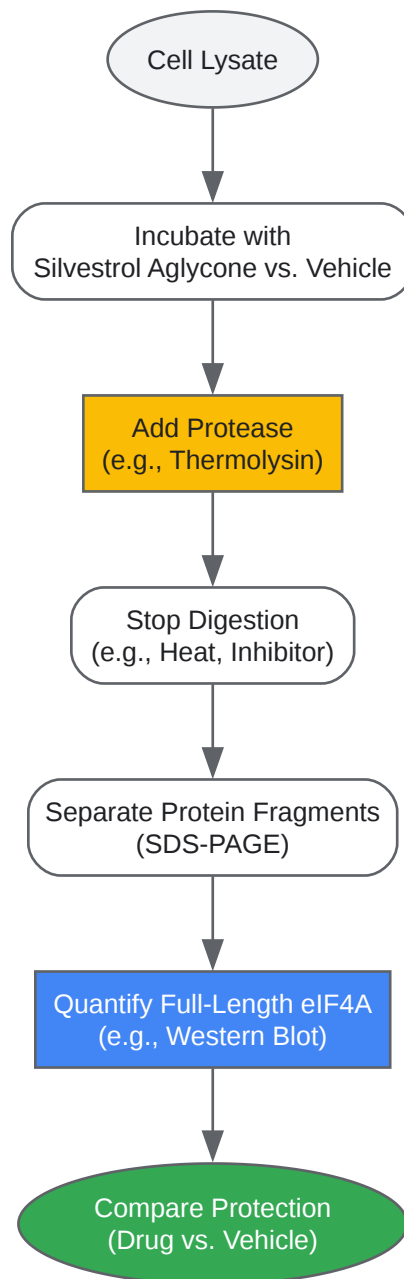 Cell Lysate
Incubate with
Silvestrol Aglycone vs. Vehicle
Add Protease
(e.g., Thermolysin)
Stop Digestion
(e.g., Heat, Inhibitor)
Separate Protein Fragments
(SDS-PAGE)
Quantify Full-Length eIF4A
(e.g., Western Blot)
Compare Protection
(Drug vs. Vehicle)